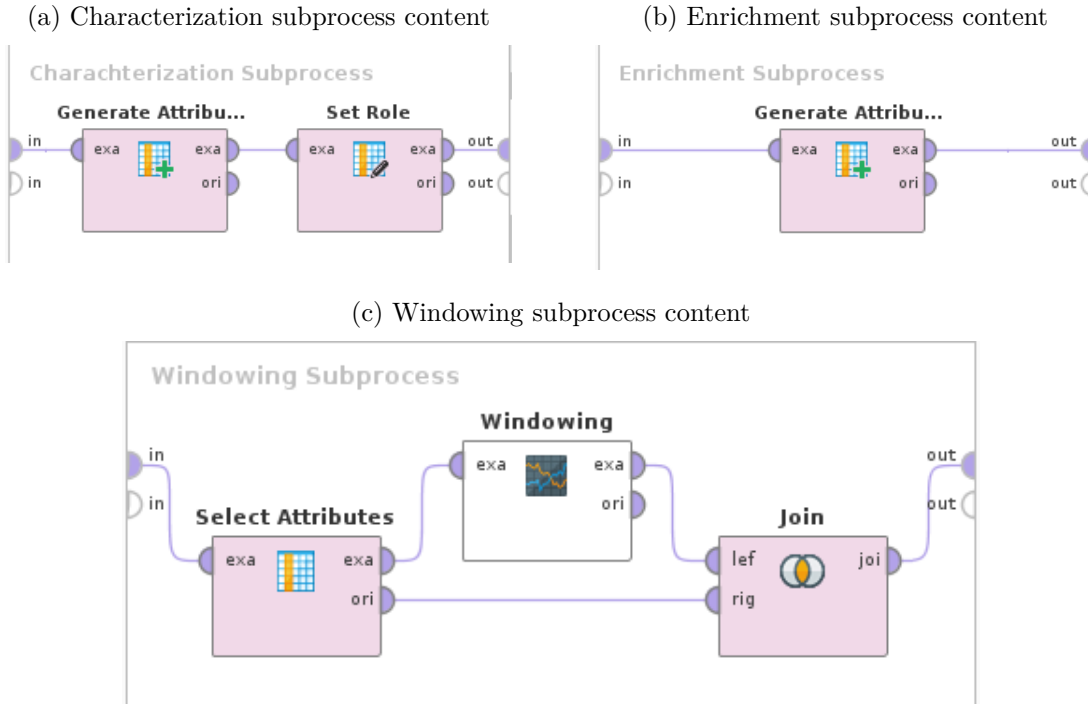 (a) Characterization subprocess content
Charachterization Subprocess
Generate Attribu...
Set Role
in
exa
exa
exa
exa
out
in
ori
ori
out
(b) Enrichment subprocess content
Enrichment Subprocess
Generate Attribu...
in
exa
exa
out
in
ori
out
(c) Windowing subprocess content
Windowing Subprocess
Windowing
in
exa
exa
out
in
ori
out
Select Attributes
Join
exa
exa
lef
joi
ori
rig